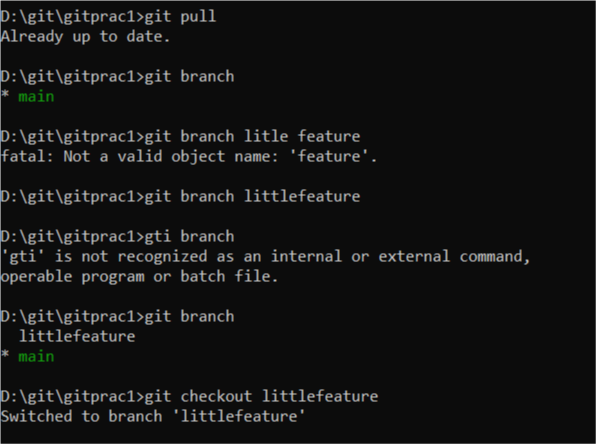 D:\git\gitprac1>git pull
Already up to date.
D:\git\gitprac1>git branch
* main
D:\git\gitprac1>git branch litle feature
fatal: Not a valid object name: 'feature'.
D:\git\gitprac1>git branch littlefeature
D:\git\gitprac1>gti branch
'gti' is not recognized as an internal or external command,
operable program or batch file.
D:\git\gitprac1>git branch
  littlefeature
* main
D:\git\gitprac1>git checkout littlefeature
Switched to branch 'littlefeature'